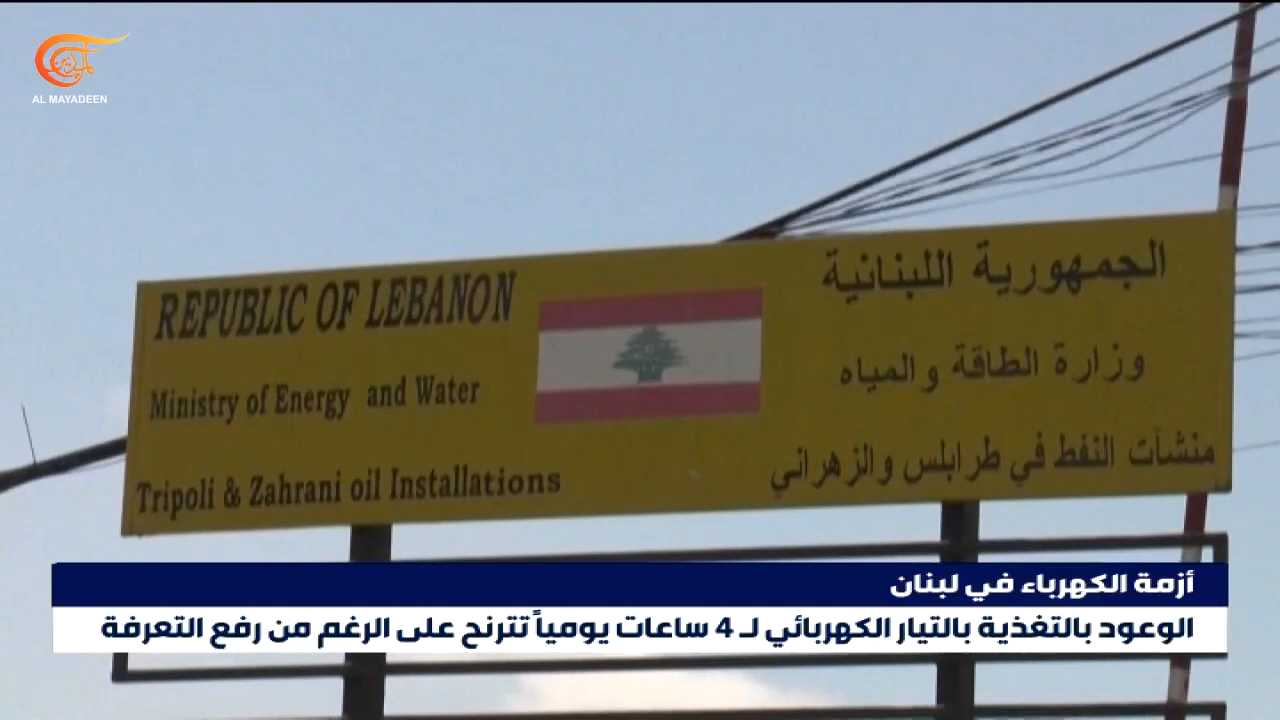 AL MAYADEEN
REPUBLIC OF LEBANON
Ministry of Energy and Water
Tripoli & Zahrani oil Installations
الجمهورية اللبنانية
وزارة الطاقة والمياه
منشآت النفط في طرابلس والزهراني
أزمة الكهرباء في لبنان
الوعود بالتغذية بالتيار الكهربائي لـ 4 ساعات يومياً تترنح على الرغم من رفع التعرفة